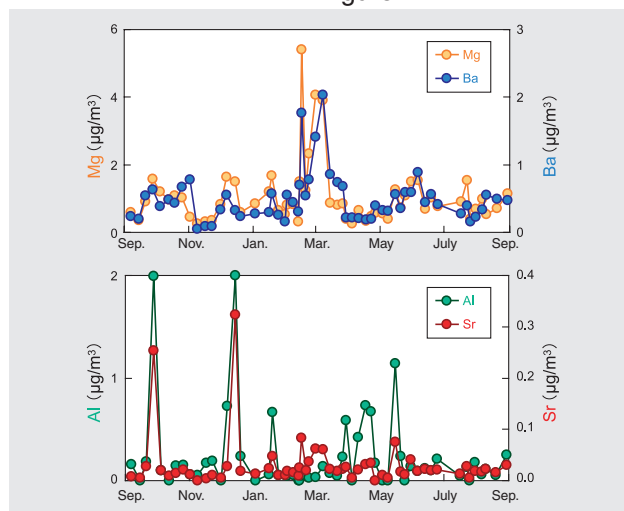 6
4
2
0
Mg (μg/m³)
3
2
1
0
Ba (μg/m³)
Mg
Ba
Sep. Nov. Jan. Mar. May July Sep.
2
1
0
Al (μg/m³)
0.4
0.3
0.2
0.1
0.0
Sr (μg/m³)
Al
Sr
Sep. Nov. Jan. Mar. May July Sep.